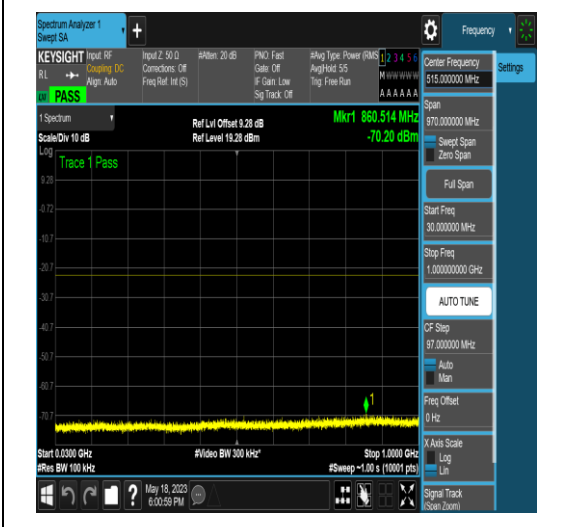 Spectrum Analyzer 1
Swept SA
+
Frequency
KEYSIGHT Input: RF Input Z: 50 Ω #Atten: 20 dB PNO: Fast #Avg Type: Power (RMS 1 2 3 4 5 6
RL Coupling: DC Corrections: Off Gate: Off Avg|Hold: 5/5 M W W W W W
Align: Auto Freq Ref: Int (S) IF Gain: Low Trig: Free Run
Sig Track: Off A A A A A A
PASS
1 Spectrum Ref Lvl Offset 9.28 dB Mkr1 860.514 MHz
Scale/Div 10 dB Ref Level 19.28 dBm -70.20 dBm
Log
Trace 1 Pass
9.28
-0.72
-10.7
-20.7
-30.7
-40.7
-50.7
-60.7
-70.7
1
Start 0.0300 GHz #Video BW 300 kHz* Stop 1.0000 GHz
#Res BW 100 kHz #Sweep ~1.00 s (10001 pts)
? May 18, 2023
6:00:59 PM
Center Frequency
515.000000 MHz
Settings
Span
970.000000 MHz
Swept Span
Zero Span
Full Span
Start Freq
30.000000 MHz
Stop Freq
1.000000000 GHz
AUTO TUNE
CF Step
97.000000 MHz
Auto
Man
Freq Offset
0 Hz
X Axis Scale
Log
Lin
Signal Track
(Span Zoom)